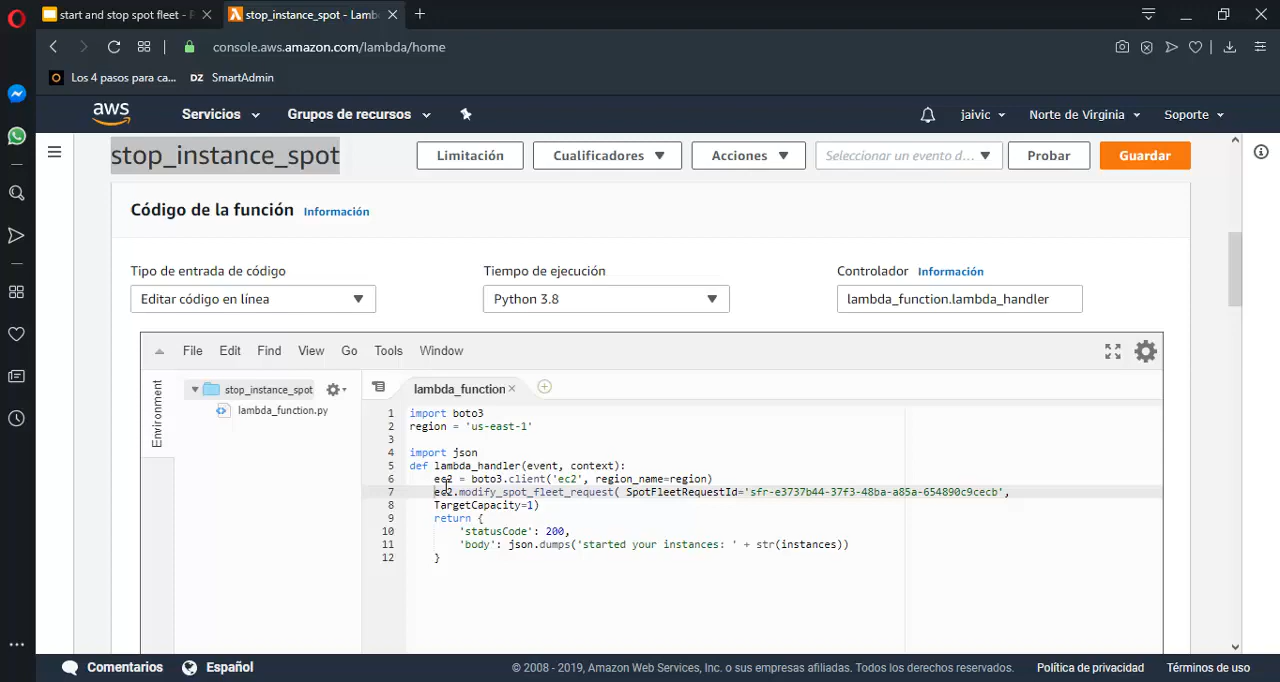 start and stop spot fleet - P
stop_instance_spot - Lamb
console.aws.amazon.com/lambda/home
Los 4 pasos para ca...
DZ SmartAdmin
aws
Servicios
Grupos de recursos
jaivic
Norte de Virginia
Soporte
stop_instance_spot
Limitación
Cualificadores
Acciones
Seleccionar un evento d...
Probar
Guardar
Código de la función Información
Tipo de entrada de código
Tiempo de ejecución
Controlador Información
Editar código en línea
Python 3.8
lambda_function.lambda_handler
File Edit Find View Go Tools Window
Environment
stop_instance_spot
lambda_function.py
lambda_function
1 import boto3
2 region = 'us-east-1'
3
4 import json
5 def lambda_handler(event, context):
6 ec2 = boto3.client('ec2', region_name=region)
7 ec2.modify_spot_fleet_request( SpotFleetRequestId='sfr-e3737b44-37f3-48ba-a85a-654890c9cecb',
8 TargetCapacity=1)
9 return {
10 'statusCode': 200,
11 'body': json.dumps('started your instances: ' + str(instances))
12 }
Comentarios
Español
© 2008 - 2019, Amazon Web Services, Inc. o sus empresas afiliadas. Todos los derechos reservados.
Política de privacidad
Términos de uso